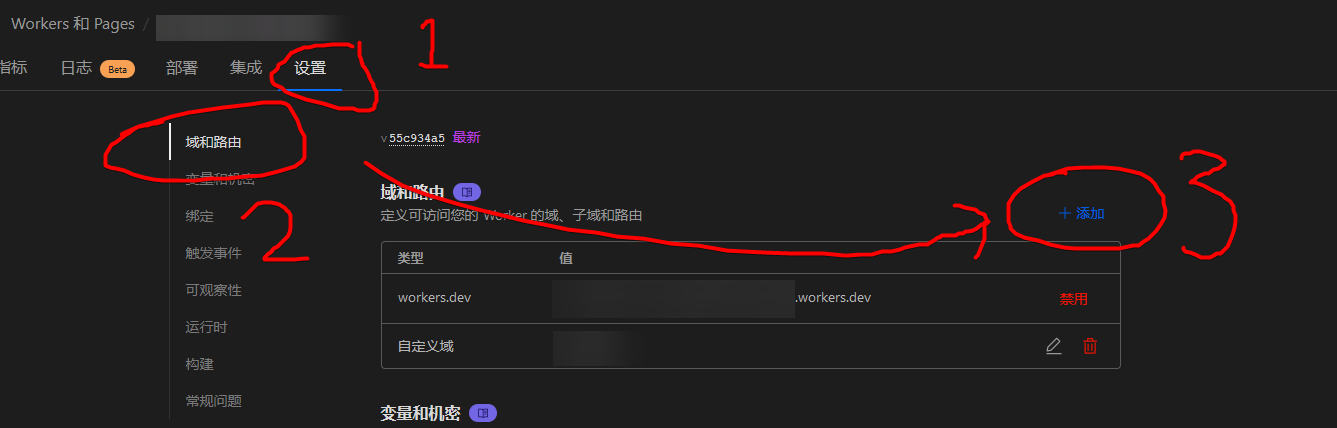 Workers 和 Pages /
1
指标 日志 Beta 部署 集成 设置
域和路由
变量和机密
绑定
2
触发事件
可观察性
运行时
构建
常规问题
v 55c934a5 最新
域和路由
定义可访问您的 Worker 的域、子域和路由
+ 添加
3
类型 值
workers.dev .workers.dev 禁用
自定义域
变量和机密